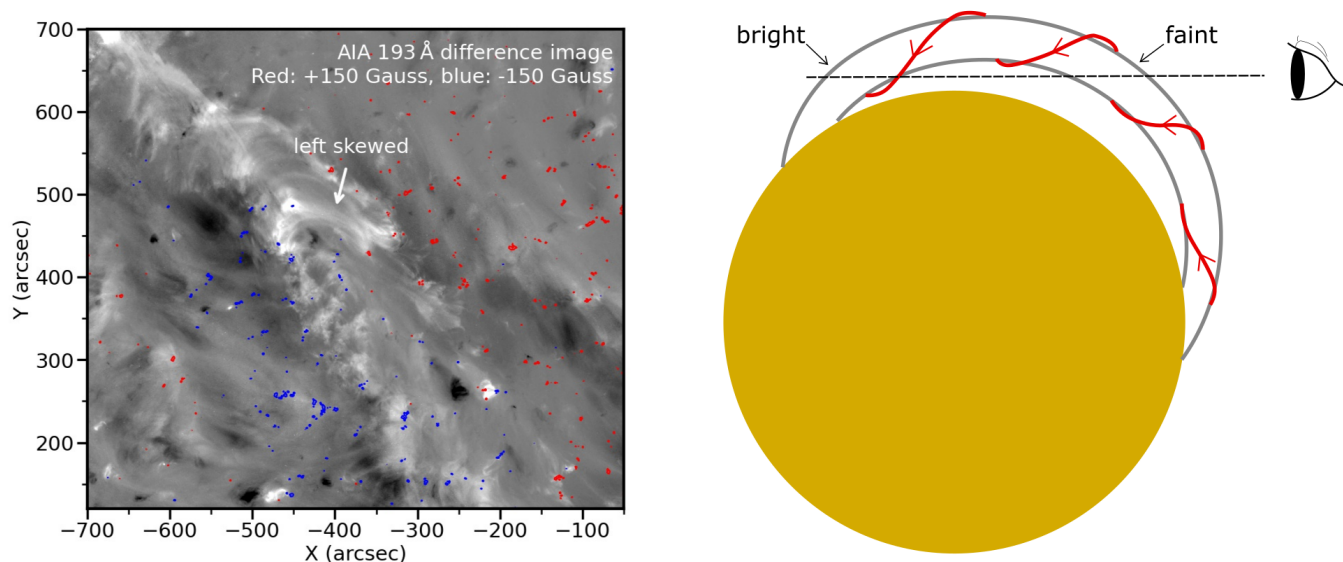 AIA 193 Å difference image
Red: +150 Gauss, blue: -150 Gauss
left skewed
700
600
500
400
300
200
Y (arcsec)
−700 −600 −500 −400 −300 −200 −100
X (arcsec)
bright
faint